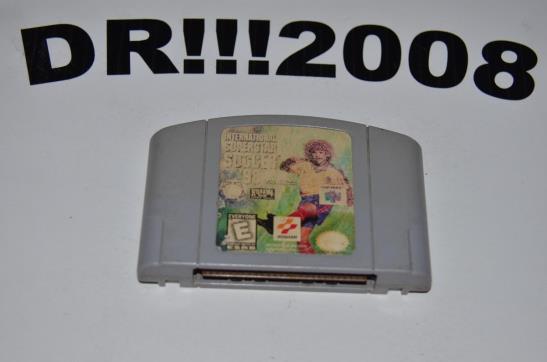 DR!!!2008
INTERNATIONAL
SUPERSTAR
SOCCER
'98
EVERYONE
E
ESRB
KONAMI